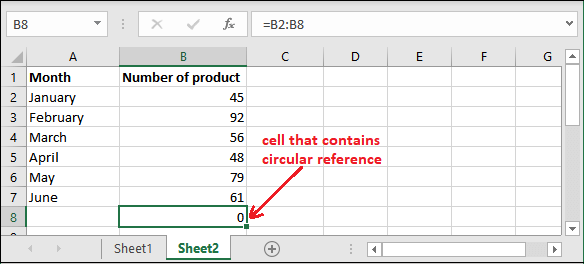 B8 fx =B2:B8
A B C D E F G
1 Month Number of product
2 January 45
3 February 92
4 March 56
5 April 48
6 May 79
7 June 61
8 0
cell that contains
circular reference
Sheet1 Sheet2